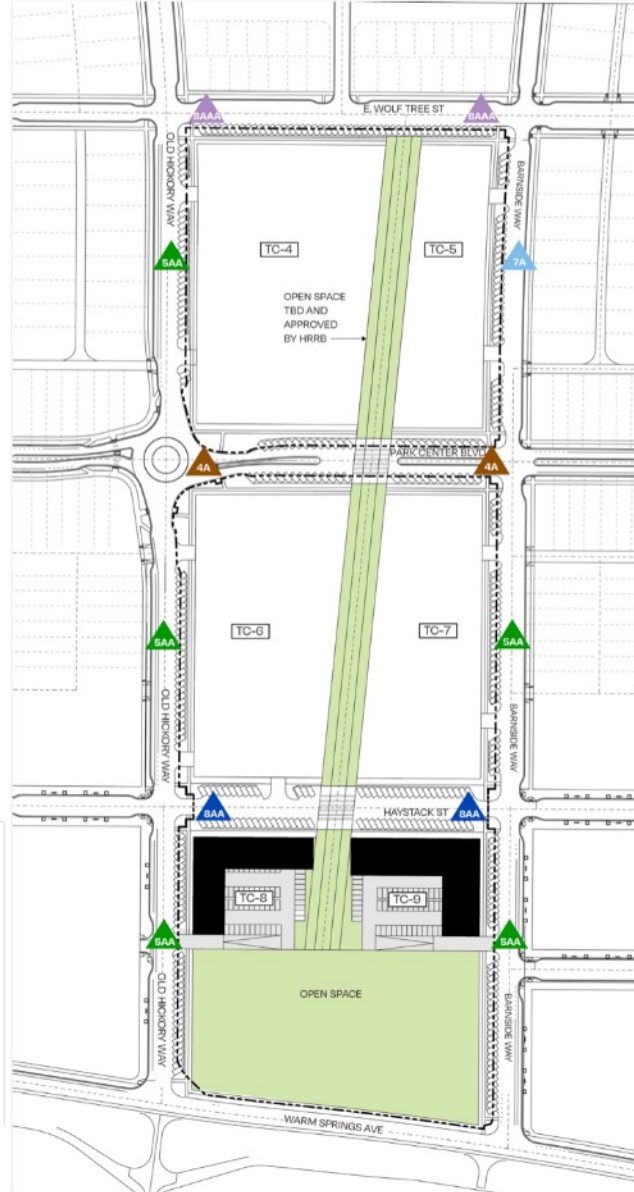 E. WOLF TREE ST
8AAA
8AAA
OLD HICKORY WAY
BARNSIDE WAY
5AA
TC-4
TC-5
7A
OPEN SPACE
TBD AND
APPROVED
BY HRRB
PARK CENTER BLVD
4A
4A
TC-6
TC-7
5AA
5AA
OLD HICKORY WAY
BARNSIDE WAY
HAYSTACK ST
8AA
8AA
TC-8
TC-9
5AA
5AA
OPEN SPACE
OLD HICKORY WAY
BARNSIDE WAY
WARM SPRINGS AVE